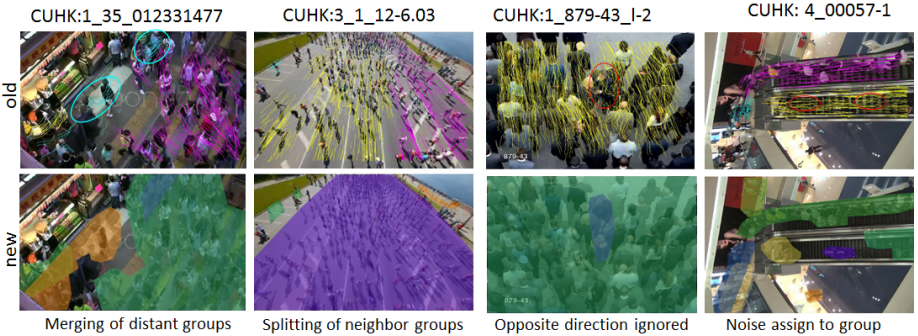 CUHK:1_35_012331477 CUHK:3_1_12-6.03 CUHK:1_879-43_l-2 CUHK: 4_00057-1
old
879-43
new
879-43
Merging of distant groups Splitting of neighbor groups Opposite direction ignored Noise assign to group